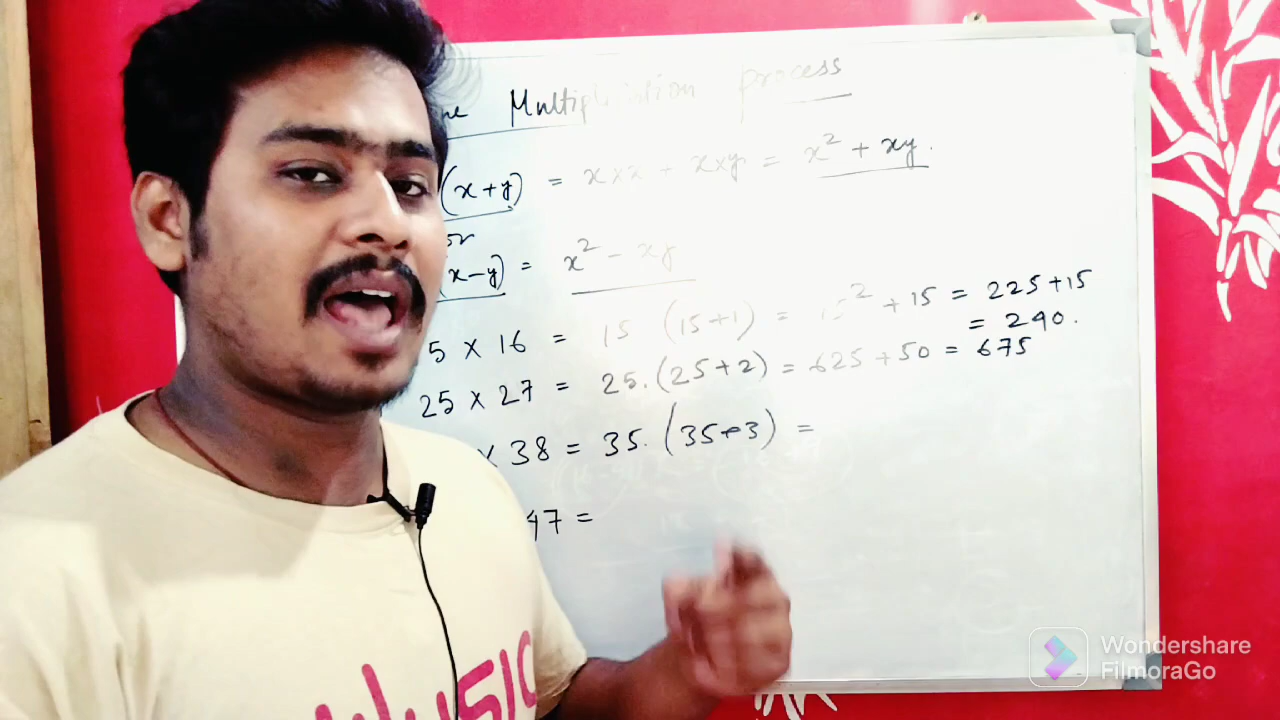 Multiplication process
(x+y) = x×x + x×y = x² + xy.
or
(x-y) = x² - xy
5 × 16 = 15 (15+1) = 15² + 15 = 225+15
= 240.
25 × 27 = 25.(25+2) = 625 + 50 = 675
× 38 = 35. (35+3) =
47 =
MUSIC
Wondershare
FilmoraGo